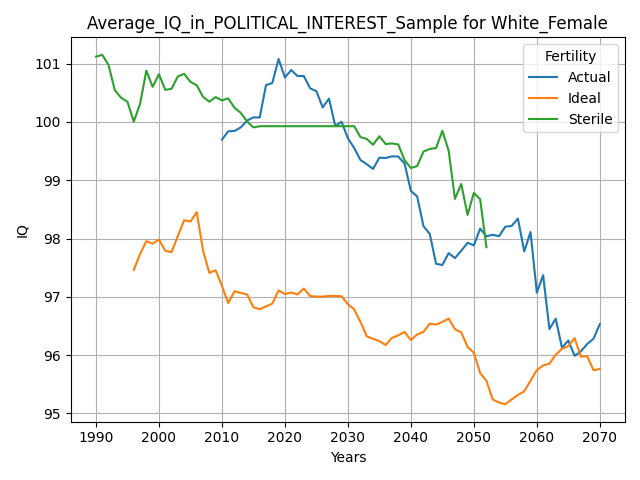 Average_IQ_in_POLITICAL_INTEREST_Sample for White_Female
Fertility
Actual
Ideal
Sterile
IQ
101
100
99
98
97
96
95
1990 2000 2010 2020 2030 2040 2050 2060 2070
Years